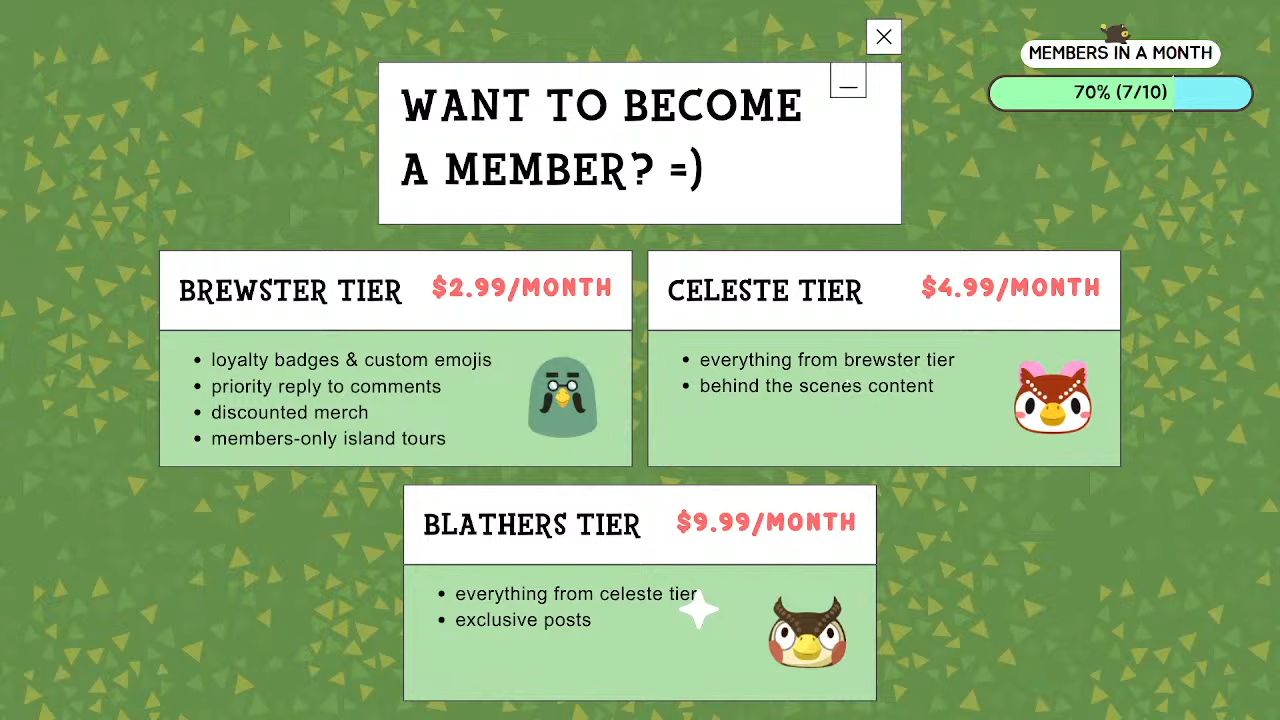 MEMBERS IN A MONTH
70% (7/10)
WANT TO BECOME
A MEMBER? =)
BREWSTER TIER $2.99/MONTH
• loyalty badges & custom emojis
• priority reply to comments
• discounted merch
• members-only island tours
CELESTE TIER $4.99/MONTH
• everything from brewster tier
• behind the scenes content
BLATHERS TIER $9.99/MONTH
• everything from celeste tier
• exclusive posts